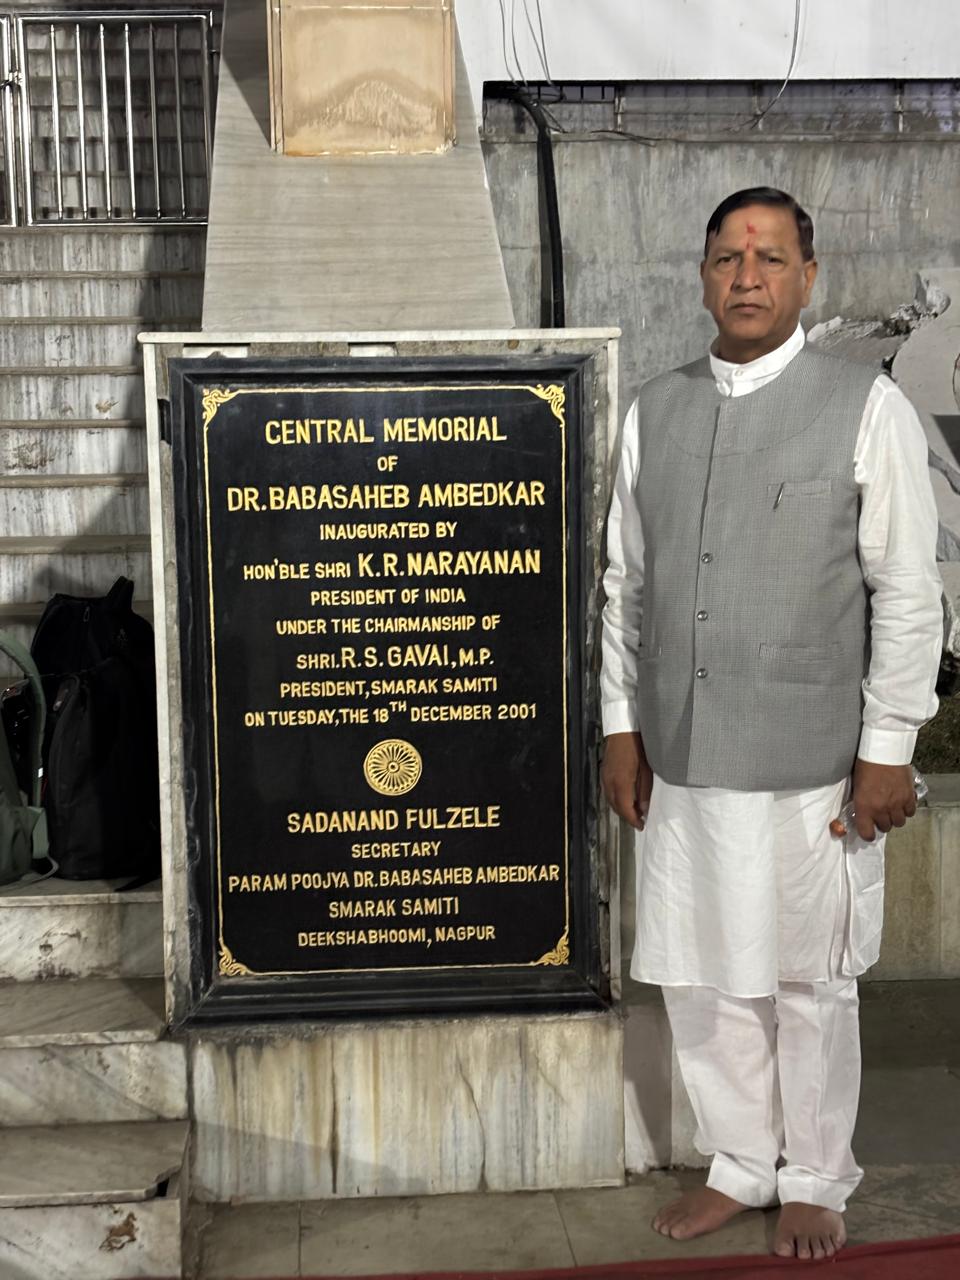 CENTRAL MEMORIAL
OF
DR.BABASAHEB AMBEDKAR
INAUGURATED BY
HON'BLE SHRI K.R.NARAYANAN
PRESIDENT OF INDIA
UNDER THE CHAIRMANSHIP OF
SHRI.R.S.GAVAI,M.P.
PRESIDENT,SMARAK SAMITI
ON TUESDAY,THE 18TH DECEMBER 2001
SADANAND FULZELE
SECRETARY
PARAM POOJYA DR.BABASAHEB AMBEDKAR
SMARAK SAMITI
DEEKSHABHOOMI, NAGPUR